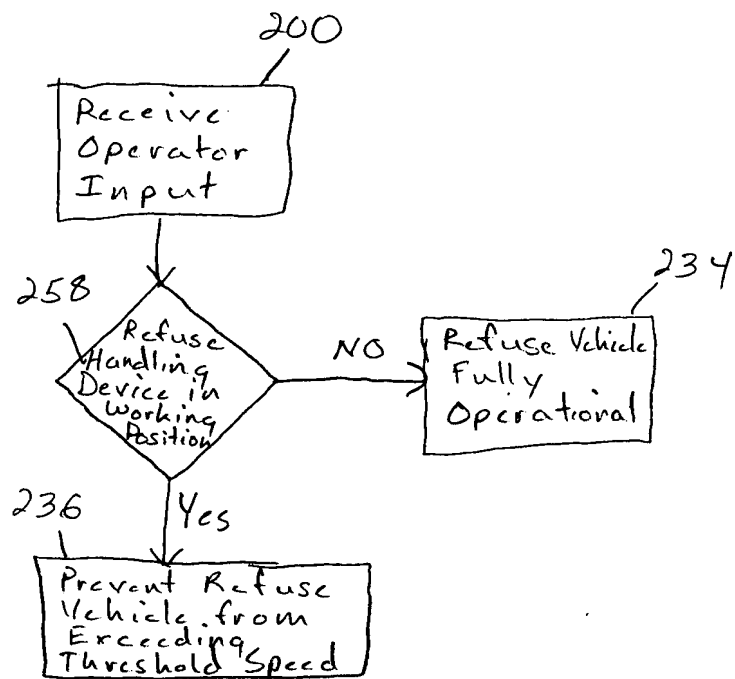 200
Receive
Operator
Input
258
Refuse
Handling
Device in
Working
Position
NO
234
Refuse Vehicle
Fully
Operational
Yes
236
Prevent Refuse
Vehicle from
Exceeding
Threshold Speed